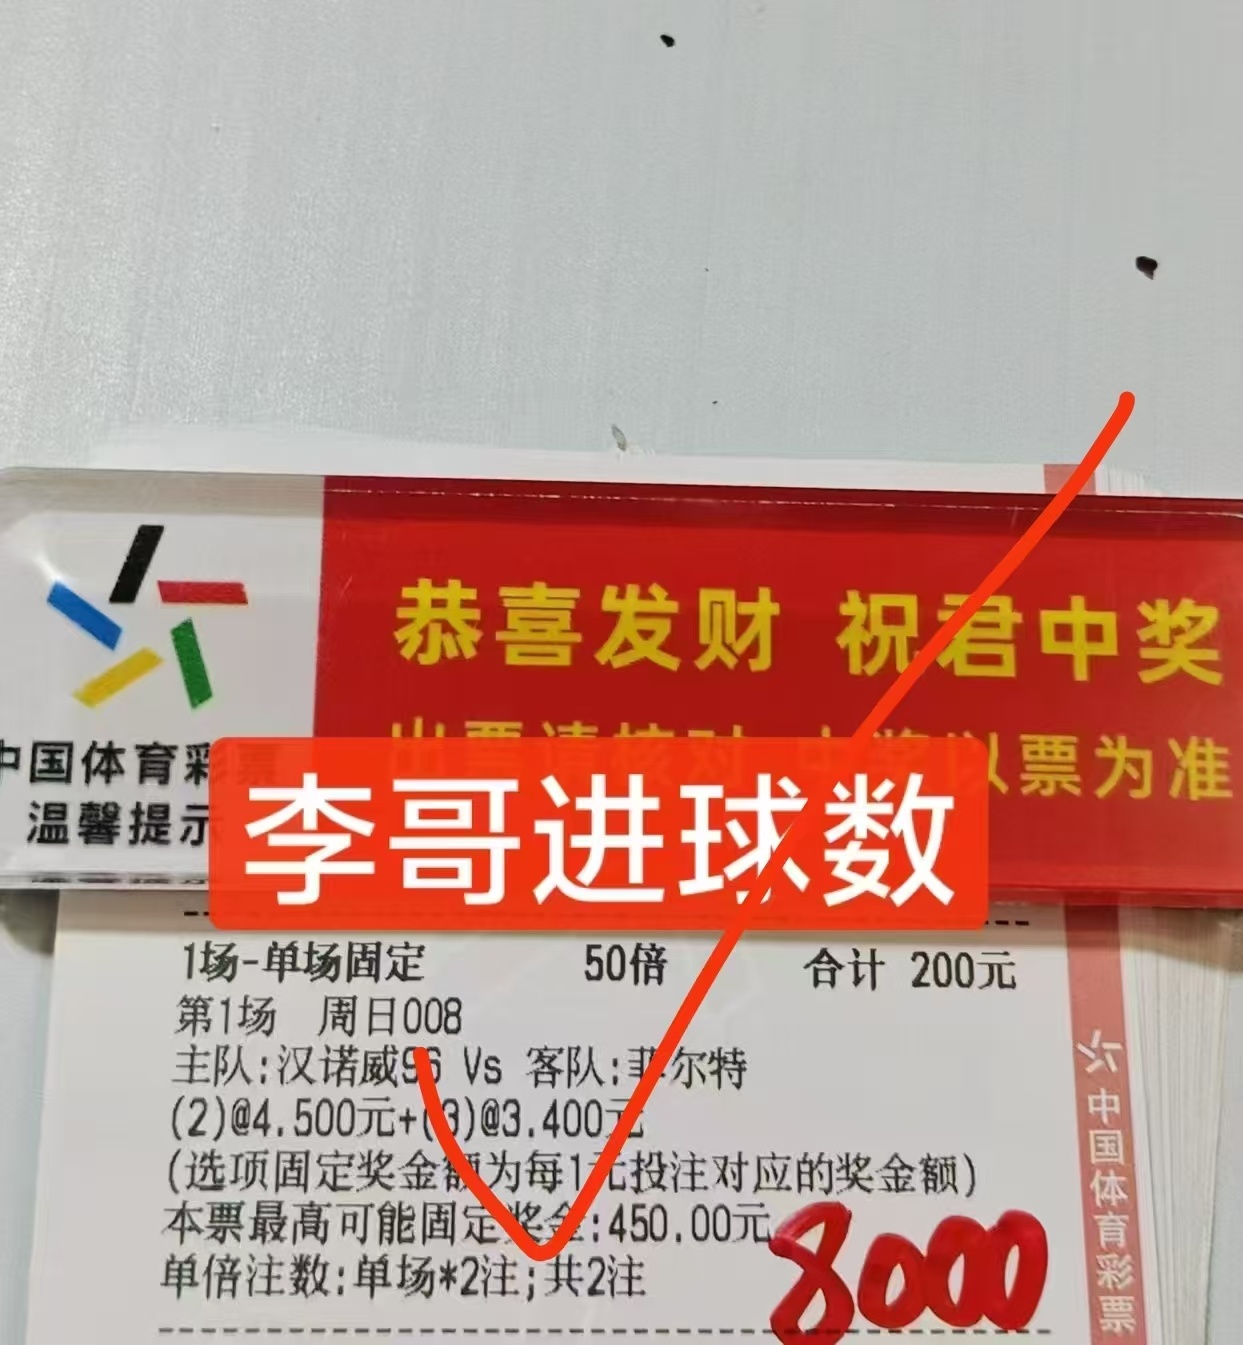 恭喜发财 祝君中奖
出票请核对 中奖以票为准
中国体育彩票
温馨提示
李哥进球数
1场-单场固定 50倍 合计 200元
第1场 周日008
主队:汉诺威96 Vs 客队:菲尔特
(2)@4.500元+(3)@3.400元
(选项固定奖金额为每1元投注对应的奖金额)
本票最高可能固定奖金:450.00元
单倍注数:单场*2注;共2注
8000
中国体育彩票